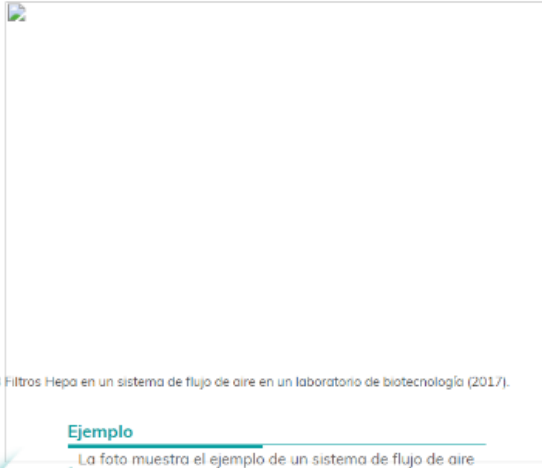 Filtros Hepa en un sistema de flujo de aire en un laboratorio de biotecnología (2017).
Ejemplo
La foto muestra el ejemplo de un sistema de flujo de aire